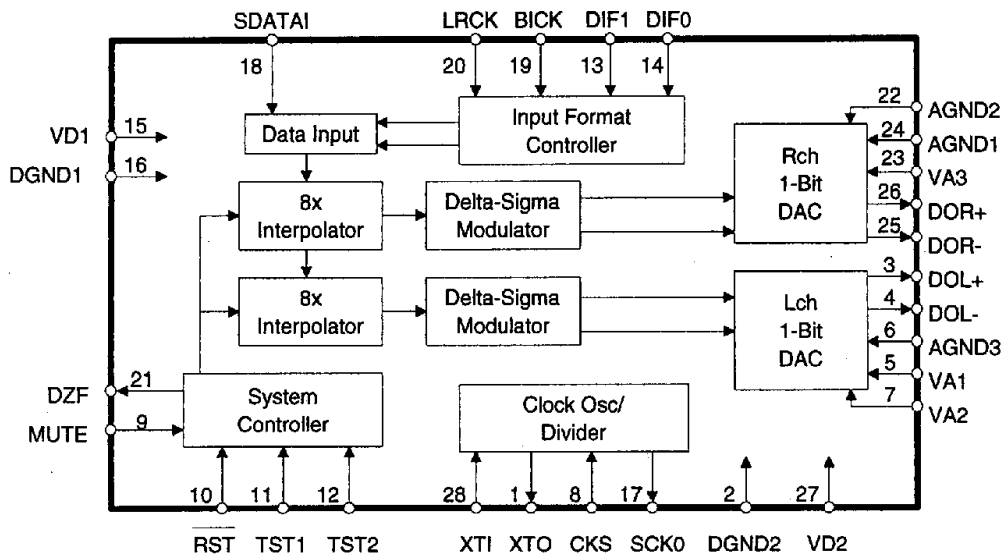 SDATAI LRCK BICK DIF1 DIF0
18 20 19 13 14
VD1 15
DGND1 16
Data Input
Input Format
Controller
8x
Interpolator
Delta-Sigma
Modulator
8x
Interpolator
Delta-Sigma
Modulator
Rch
1-Bit
DAC
Lch
1-Bit
DAC
22 AGND2
24 AGND1
23 VA3
26 DOR+
25 DOR-
3 DOL+
4 DOL-
6 AGND3
5 VA1
7 VA2
DZF 21
MUTE 9
System
Controller
Clock Osc/
Divider
10 11 12 28 1 8 17 2 27
RST TST1 TST2 XTI XTO CKS SCK0 DGND2 VD2